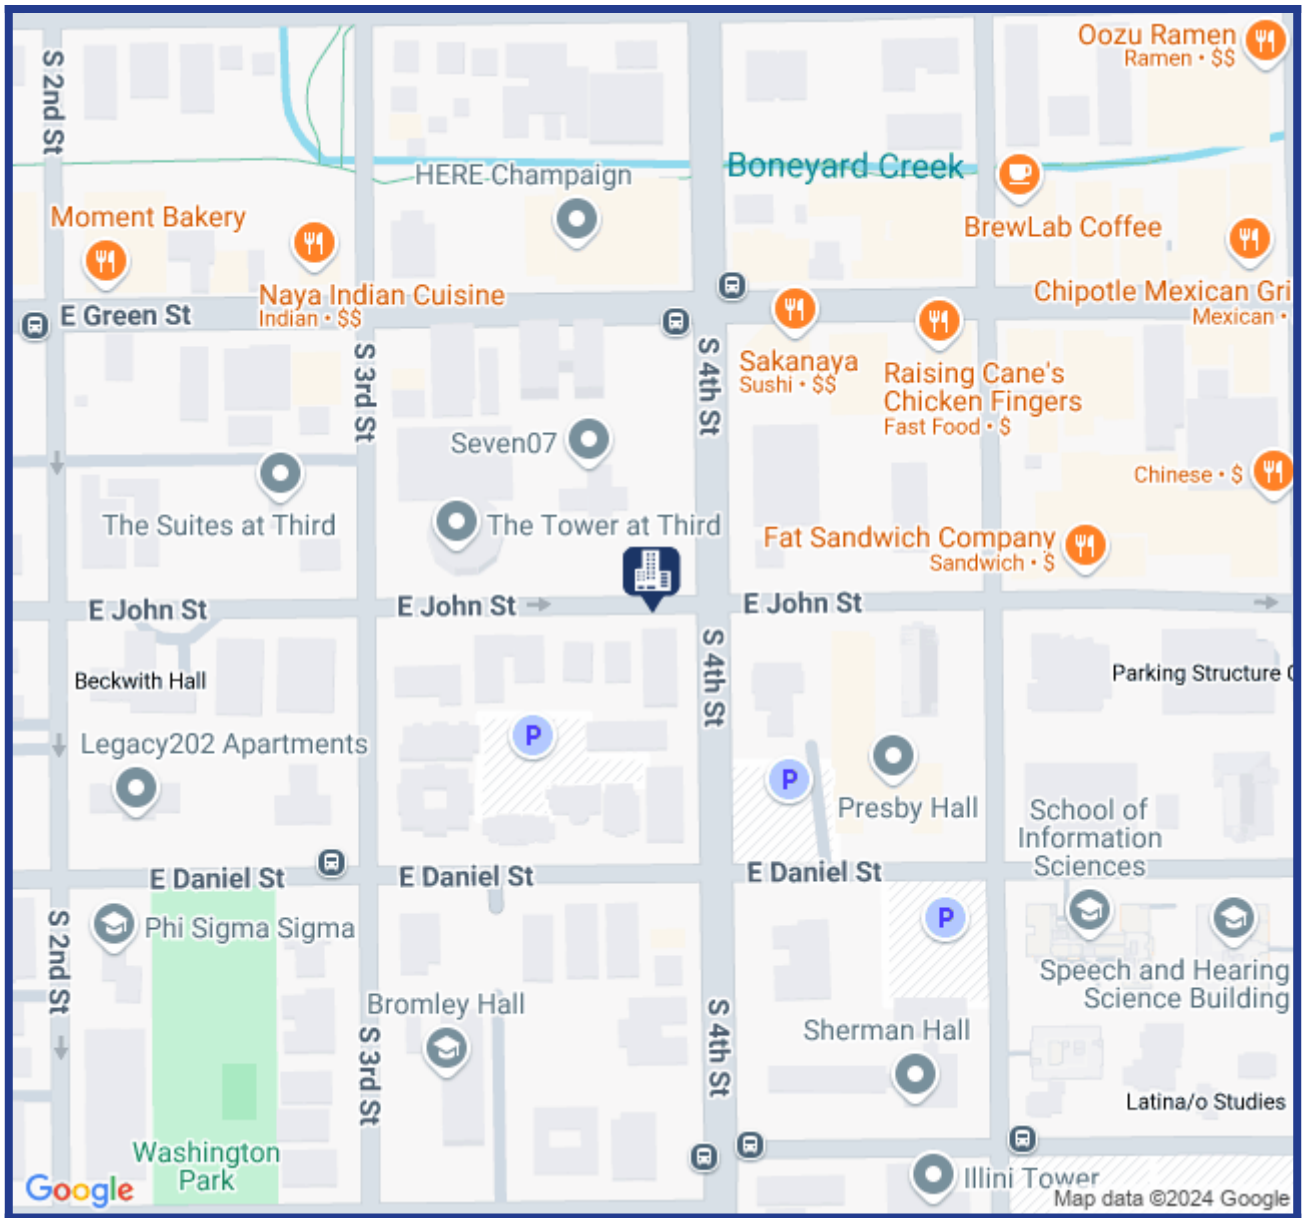 Oozu Ramen
Ramen • $$
S 2nd St
Boneyard Creek
HERE Champaign
Moment Bakery
BrewLab Coffee
Naya Indian Cuisine
Indian • $$
Chipotle Mexican Gri
Mexican •
E Green St
S 3rd St
S 4th St
Sakanaya
Sushi • $$
Raising Cane's
Chicken Fingers
Fast Food • $
Seven07
Chinese • $
The Suites at Third
The Tower at Third
Fat Sandwich Company
Sandwich • $
E John St
E John St
E John St
S 4th St
Beckwith Hall
Parking Structure
Legacy202 Apartments
P
P
Presby Hall
School of
Information
Sciences
E Daniel St
E Daniel St
E Daniel St
P
S 2nd St
Phi Sigma Sigma
Speech and Hearing
Science Building
Bromley Hall
S 3rd St
S 4th St
Sherman Hall
Latina/o Studies
Washington
Park
Illini Tower
Google
Map data ©2024 Google